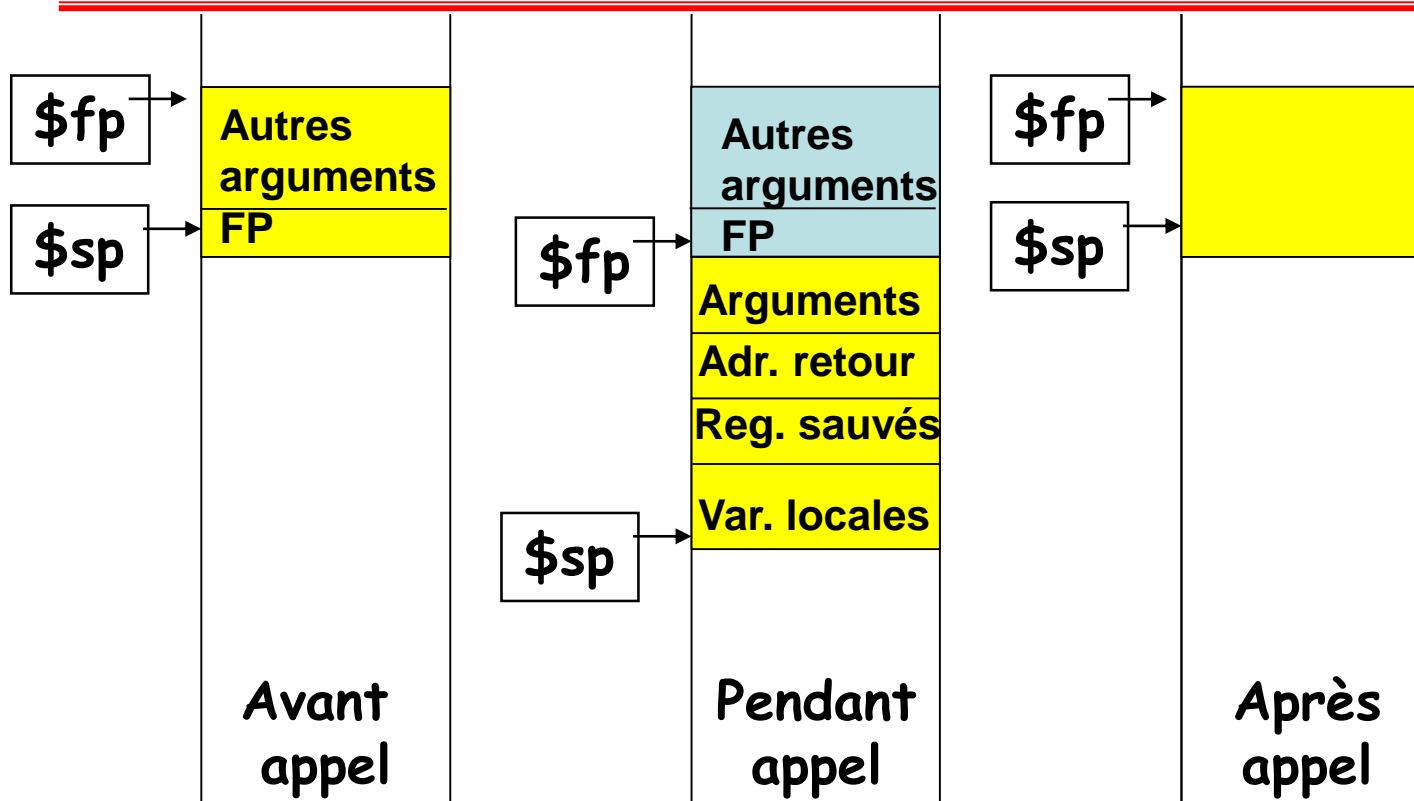 $fp
Autres
arguments
$sp
FP
Avant
appel
Autres
arguments
$fp
FP
Arguments
Adr. retour
Reg. sauvés
$sp
Var. locales
Pendant
appel
$fp
$sp
Après
appel